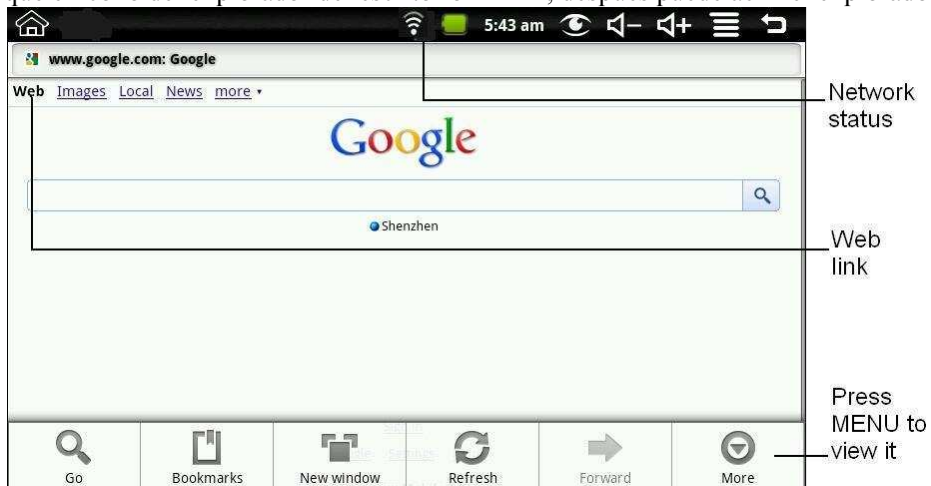 5:43 am
www.google.com: Google
Web Images Local News more
Network
status
Google
Shenzhen
Web
link
Press
MENU to
view it
Go Bookmarks New window Refresh Forward More